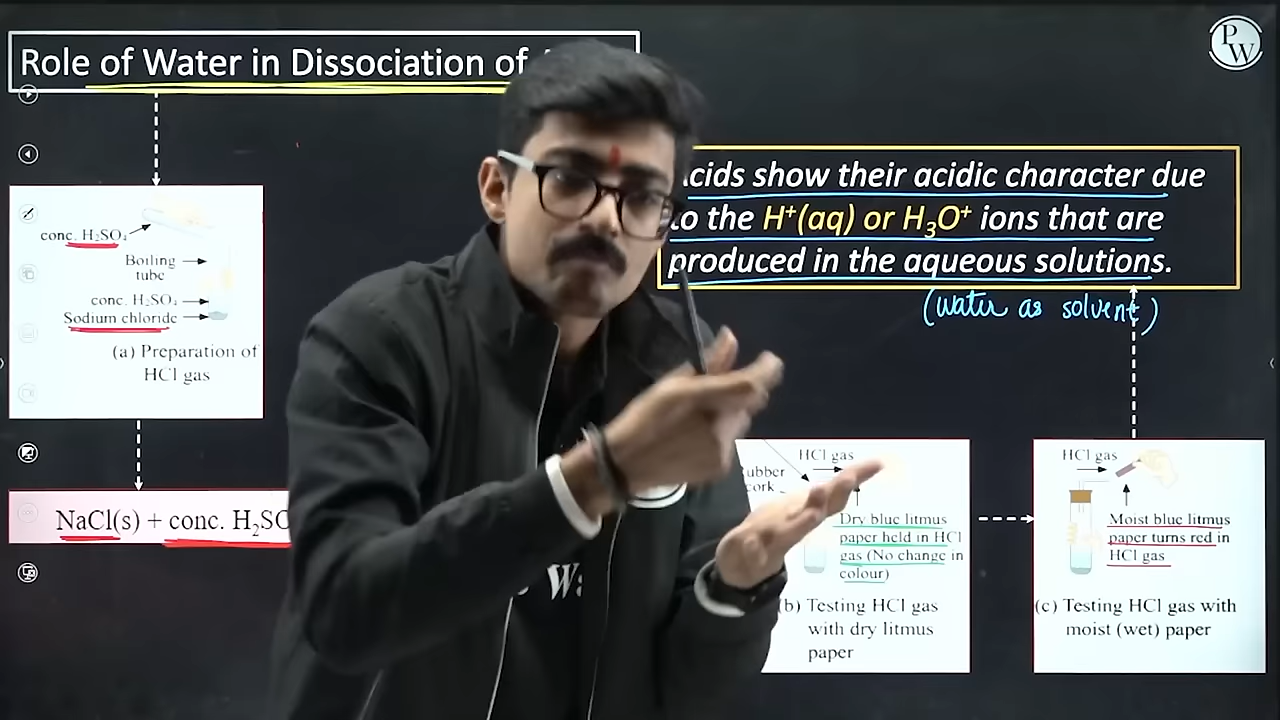 Role of Water in Dissociation of
P
W
conc. H₂SO₄
Boiling
tube
conc. H₂SO₄
Sodium chloride
(a) Preparation of
HCl gas
NaCl(s) + conc. H₂SO
cids show their acidic character due
to the H⁺(aq) or H₃O⁺ ions that are
produced in the aqueous solutions.
(water as solvent)
HCl gas
ubber
cork
Dry blue litmus
paper held in HCl
gas (No change in
colour)
(b) Testing HCl gas
with dry litmus
paper
HCl gas
Moist blue litmus
paper turns red in
HCl gas
(c) Testing HCl gas with
moist (wet) paper